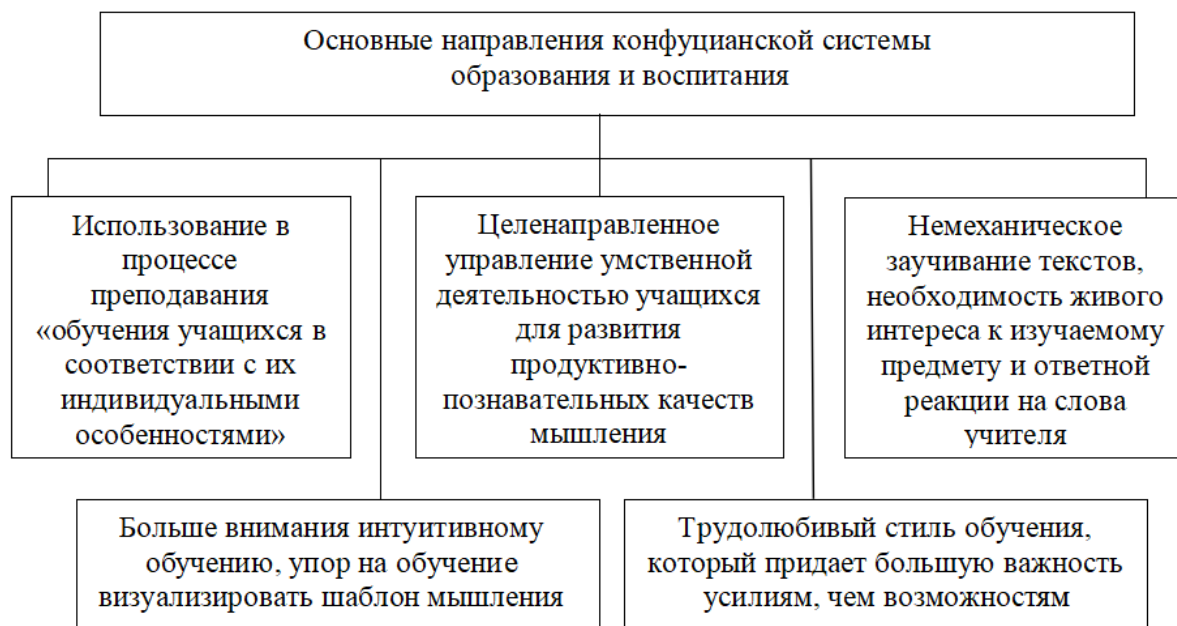 Основные направления конфуцианской системы
образования и воспитания
Использование в
процессе
преподавания
«обучения учащихся в
соответствии с их
индивидуальными
особенностями»
Целенаправленное
управление умственной
деятельностью учащихся
для развития
продуктивно-
познавательных качеств
мышления
Немеханическое
заучивание текстов,
необходимость живого
интереса к изучаемому
предмету и ответной
реакции на слова
учителя
Больше внимания интуитивному
обучению, упор на обучение
визуализировать шаблон мышления
Трудолюбивый стиль обучения,
который придает большую важность
усилиям, чем возможностям